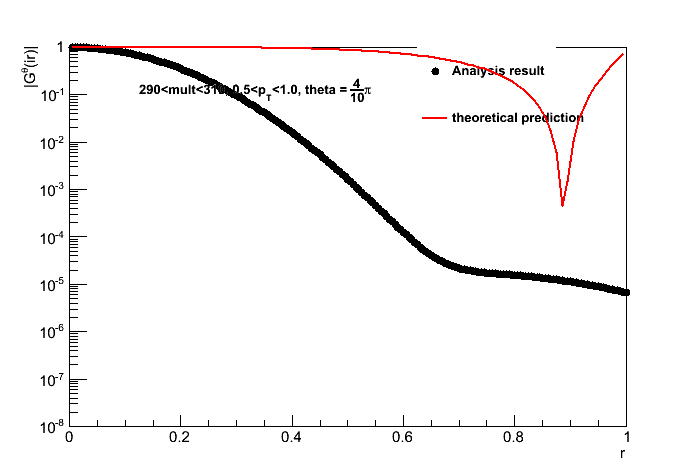 |G^θ(ir)|
1
10^-1
10^-2
10^-3
10^-4
10^-5
10^-6
10^-7
10^-8
290<mult<310, 0.5<p_T<1.0, theta = 4/10 π
Analysis result
theoretical prediction
0 0.2 0.4 0.6 0.8 1
r